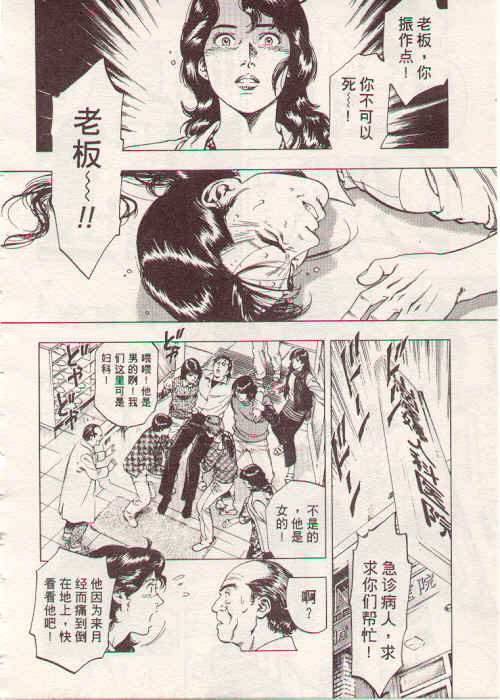 老板，你
振作点！
你不可以
死～～！
老板～～!!
急诊病人，求
求你们帮忙！
院
喂喂！他是
男的咧！我
们这里可是
妇科！
不是的
，他是
女的！
啊？
他因为来月
经而痛到倒
在地上，快
看看他吧！